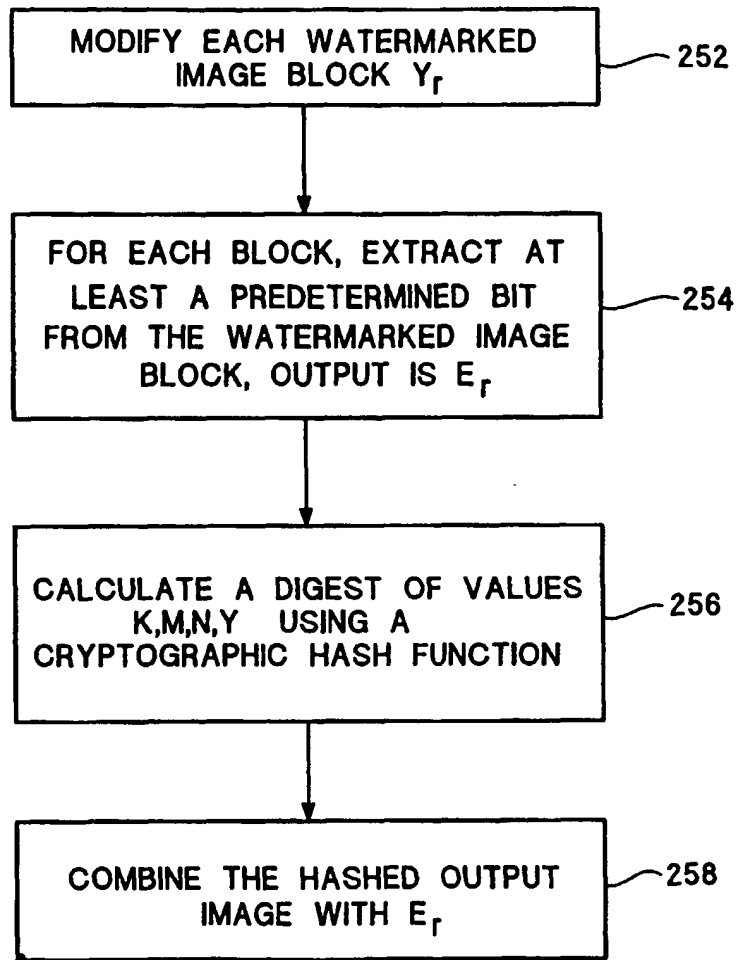 MODIFY EACH WATERMARKED
IMAGE BLOCK Yr
252
FOR EACH BLOCK, EXTRACT AT
LEAST A PREDETERMINED BIT
FROM THE WATERMARKED IMAGE
BLOCK, OUTPUT IS Er
254
CALCULATE A DIGEST OF VALUES
K,M,N,Y USING A
CRYPTOGRAPHIC HASH FUNCTION
256
COMBINE THE HASHED OUTPUT
IMAGE WITH Er
258